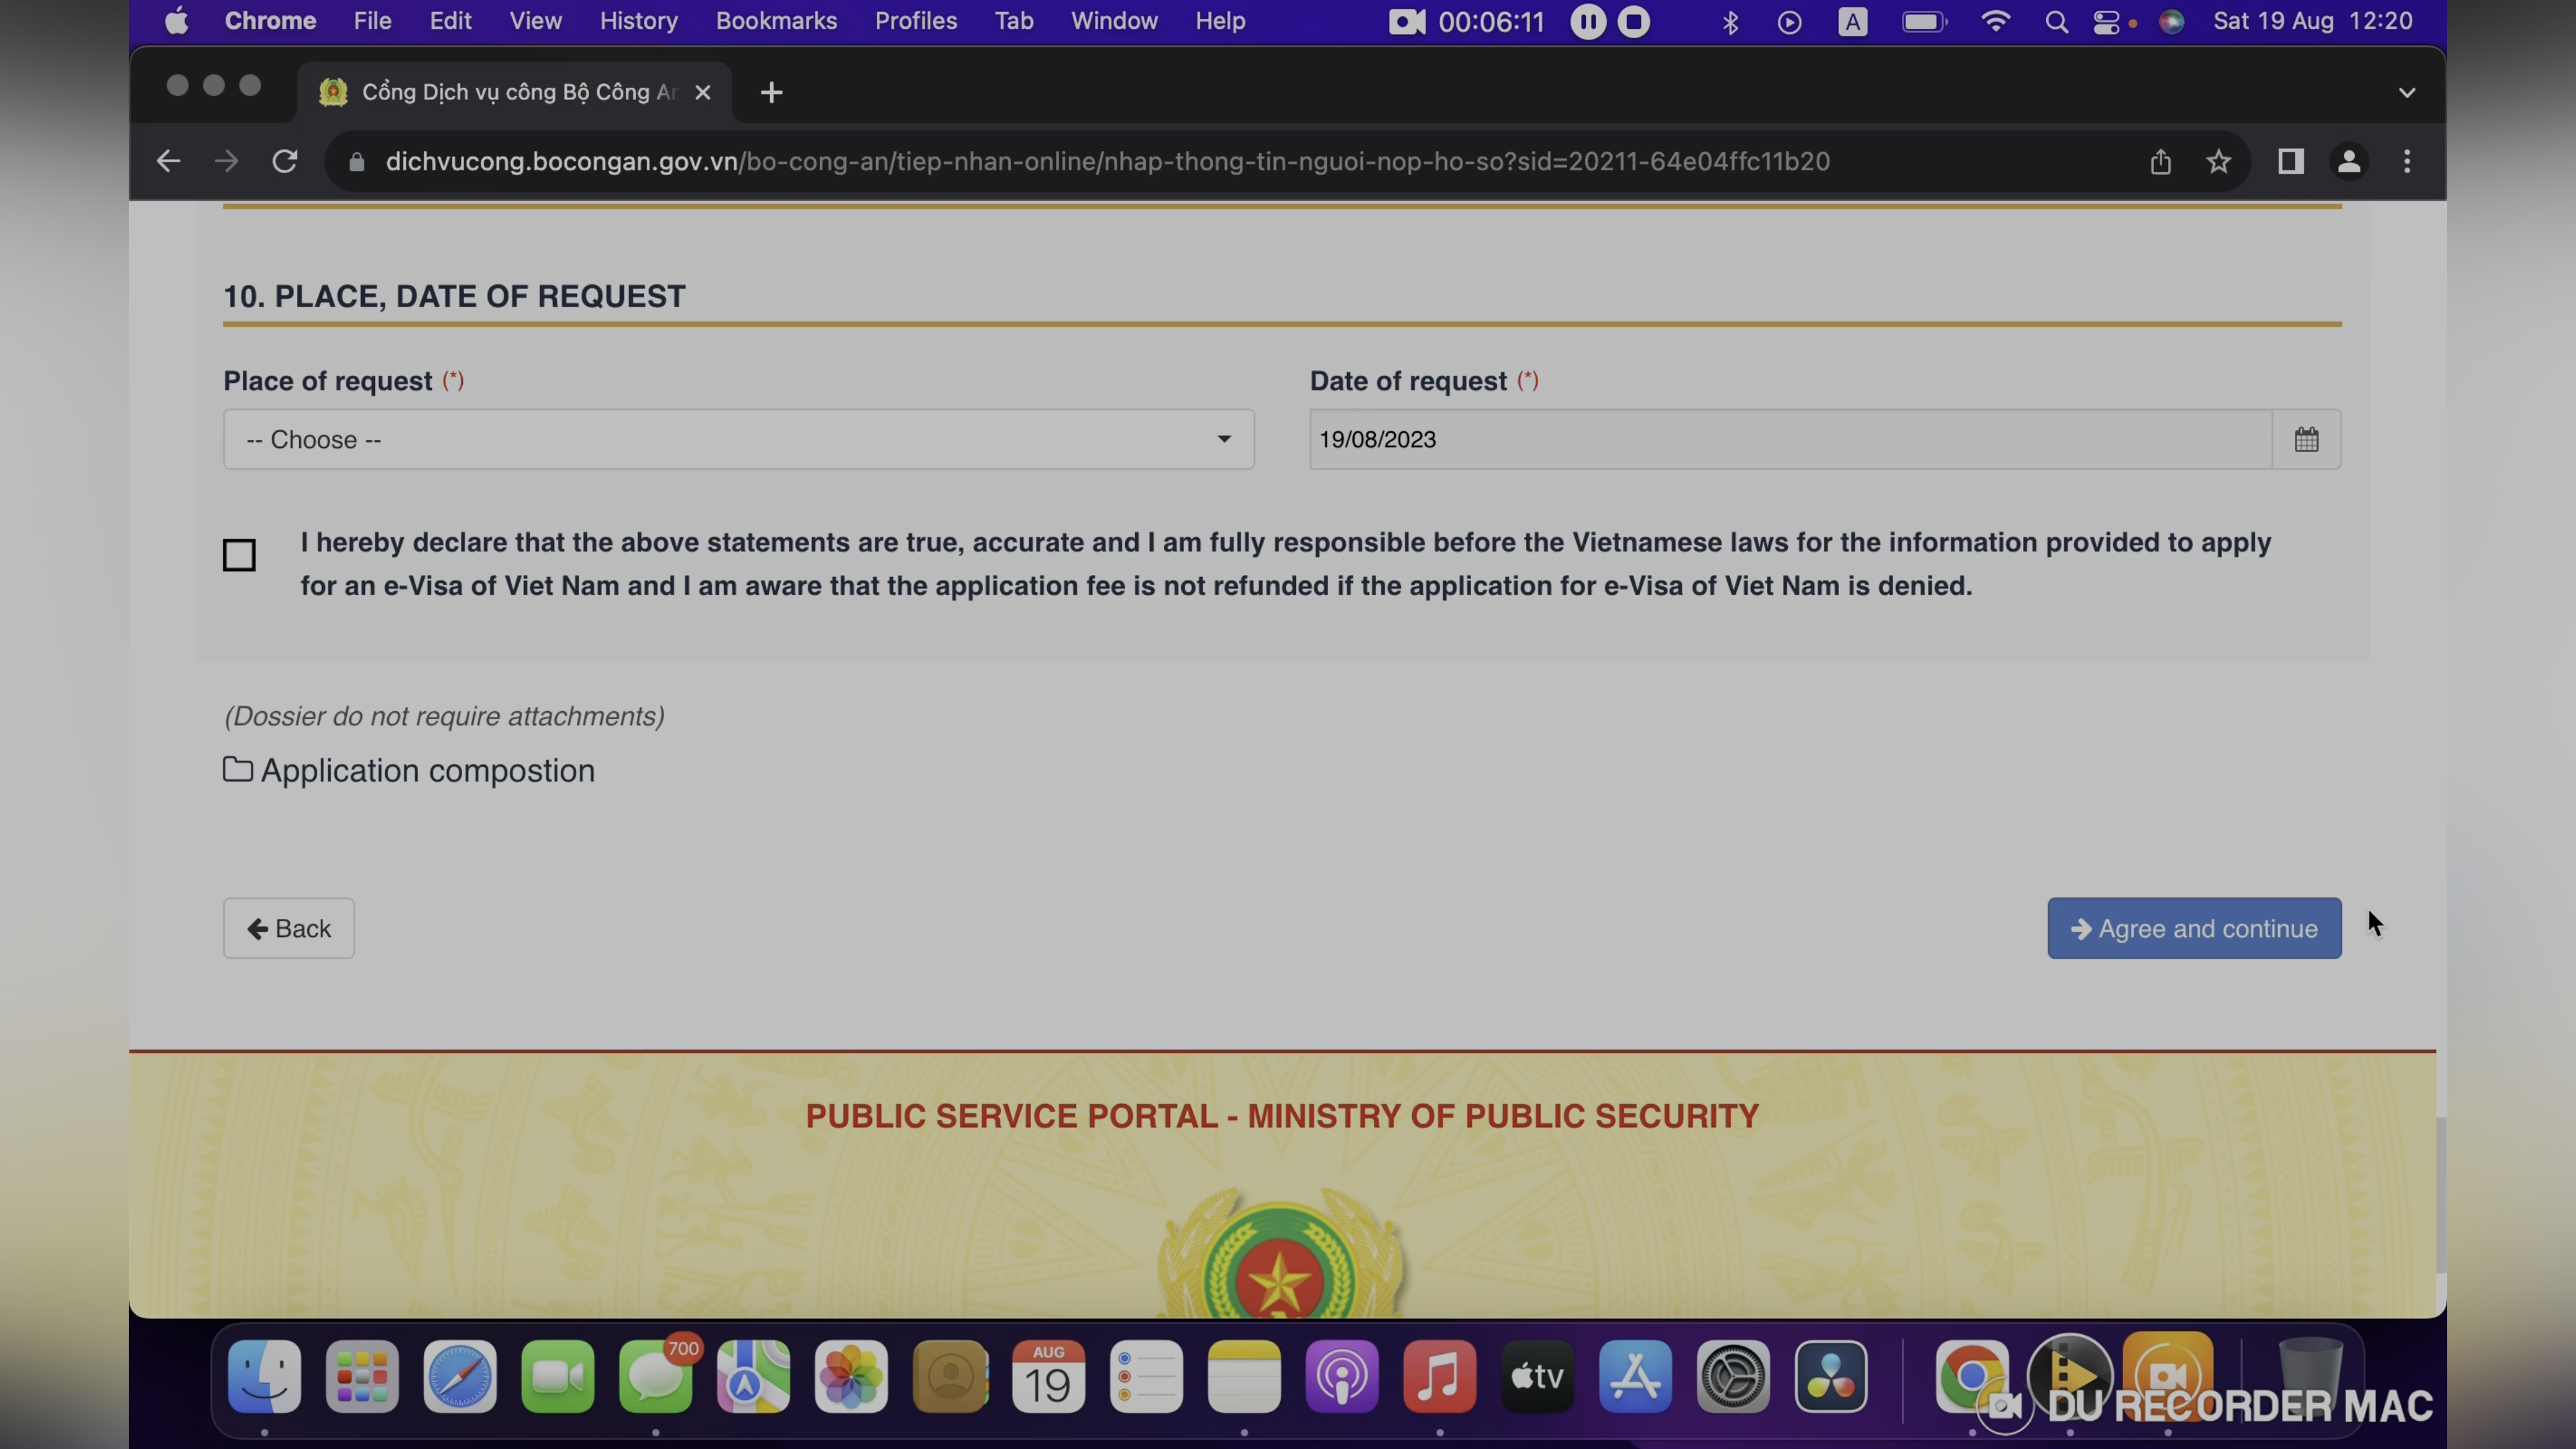 Chrome File Edit View History Bookmarks Profiles Tab Window Help 00:06:11 A Sat 19 Aug 12:20
Cổng Dịch vụ công Bộ Công An
dichvucong.bocongan.gov.vn/bo-cong-an/tiep-nhan-online/nhap-thong-tin-nguoi-nop-ho-so?sid=20211-64e04ffc11b20
10. PLACE, DATE OF REQUEST
Place of request (*) Date of request (*)
-- Choose -- 19/08/2023
I hereby declare that the above statements are true, accurate and I am fully responsible before the Vietnamese laws for the information provided to apply
for an e-Visa of Viet Nam and I am aware that the application fee is not refunded if the application for e-Visa of Viet Nam is denied.
(Dossier do not require attachments)
Application compostion
Back Agree and continue
PUBLIC SERVICE PORTAL - MINISTRY OF PUBLIC SECURITY
700
AUG
19
tv
DU RECORDER MAC